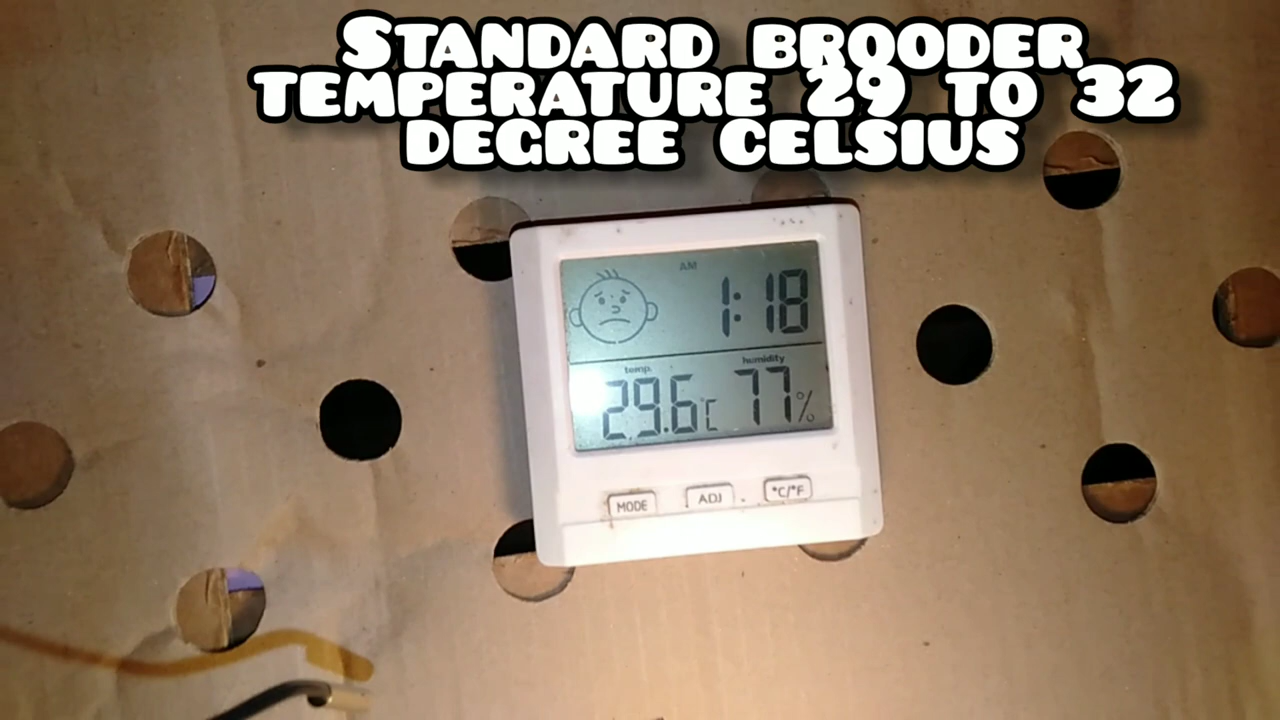 Standard brooder
temperature 29 to 32
degree celsius
AM
1:18
temp. humidity
29.6°C 77%
MODE ADJ °C/°F